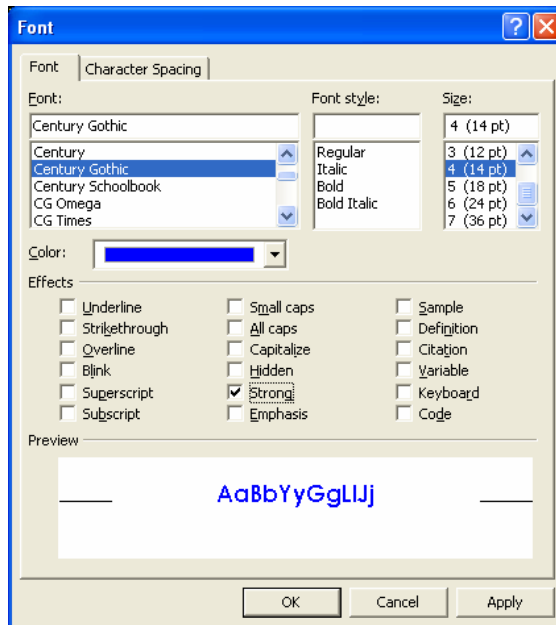 Font
Font Character Spacing
Font: Font style: Size:
Century Gothic 4 (14 pt)
Century Regular 3 (12 pt)
Century Gothic Italic 4 (14 pt)
Century Schoolbook Bold 5 (18 pt)
CG Omega Bold Italic 6 (24 pt)
CG Times 7 (36 pt)
Color:
Effects
Underline Small caps Sample
Strikethrough All caps Definition
Overline Capitalize Citation
Blink Hidden Variable
Superscript Strong Keyboard
Subscript Emphasis Code
Preview
AaBbYyGgLlJj
OK Cancel Apply